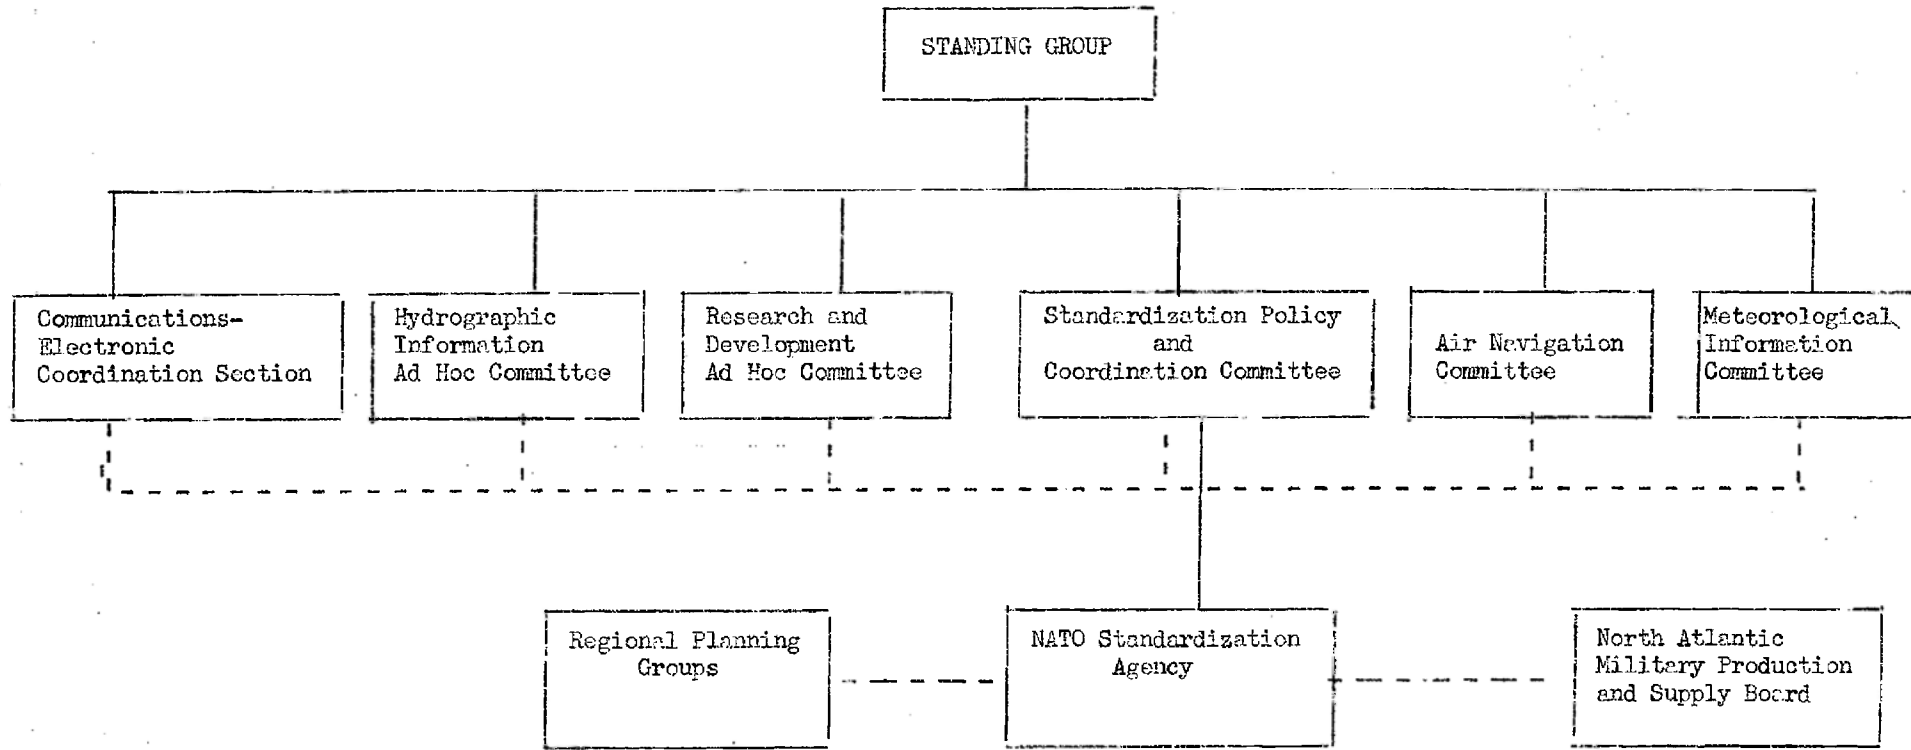 STANDING GROUP
Communications-
Electronic
Coordination Section
Hydrographic
Information
Ad Hoc Committee
Research and
Development
Ad Hoc Committee
Standardization Policy
and
Coordination Committee
Air Navigation
Committee
Meteorological
Information
Committee
Regional Planning
Groups
NATO Standardization
Agency
North Atlantic
Military Production
and Supply Board